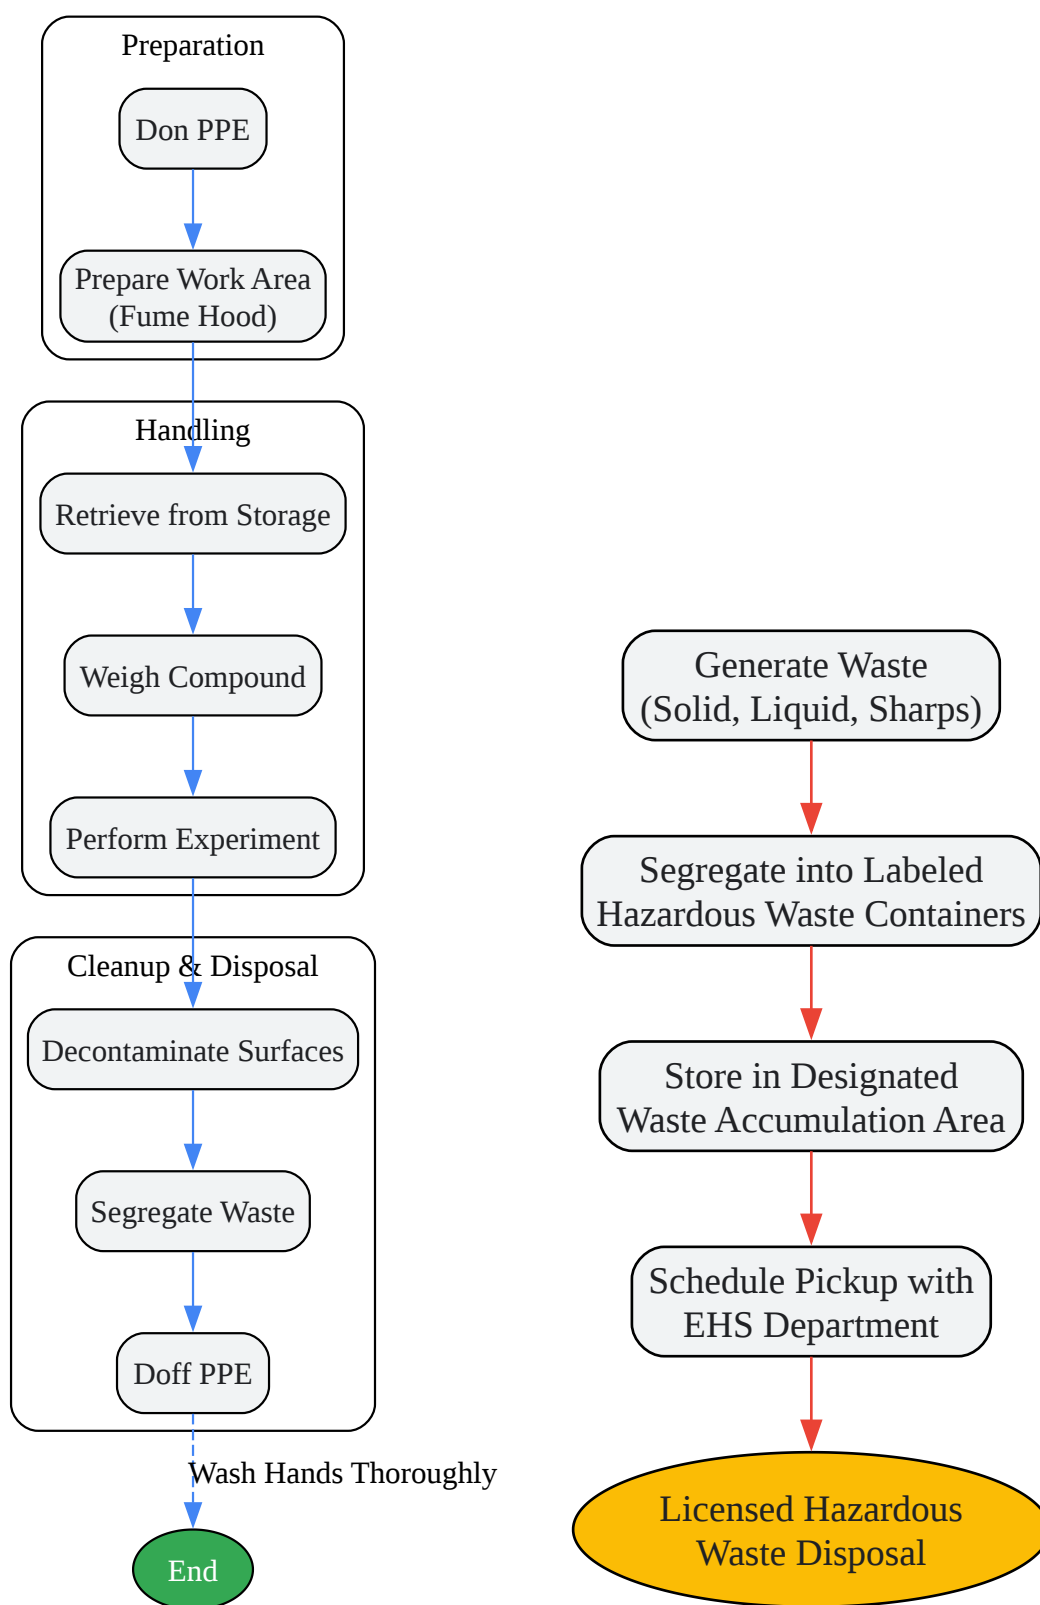 Preparation
Don PPE
Prepare Work Area
(Fume Hood)
Handling
Retrieve from Storage
Weigh Compound
Perform Experiment
Cleanup & Disposal
Decontaminate Surfaces
Segregate Waste
Doff PPE
Wash Hands Thoroughly
End
Generate Waste
(Solid, Liquid, Sharps)
Segregate into Labeled
Hazardous Waste Containers
Store in Designated
Waste Accumulation Area
Schedule Pickup with
EHS Department
Licensed Hazardous
Waste Disposal